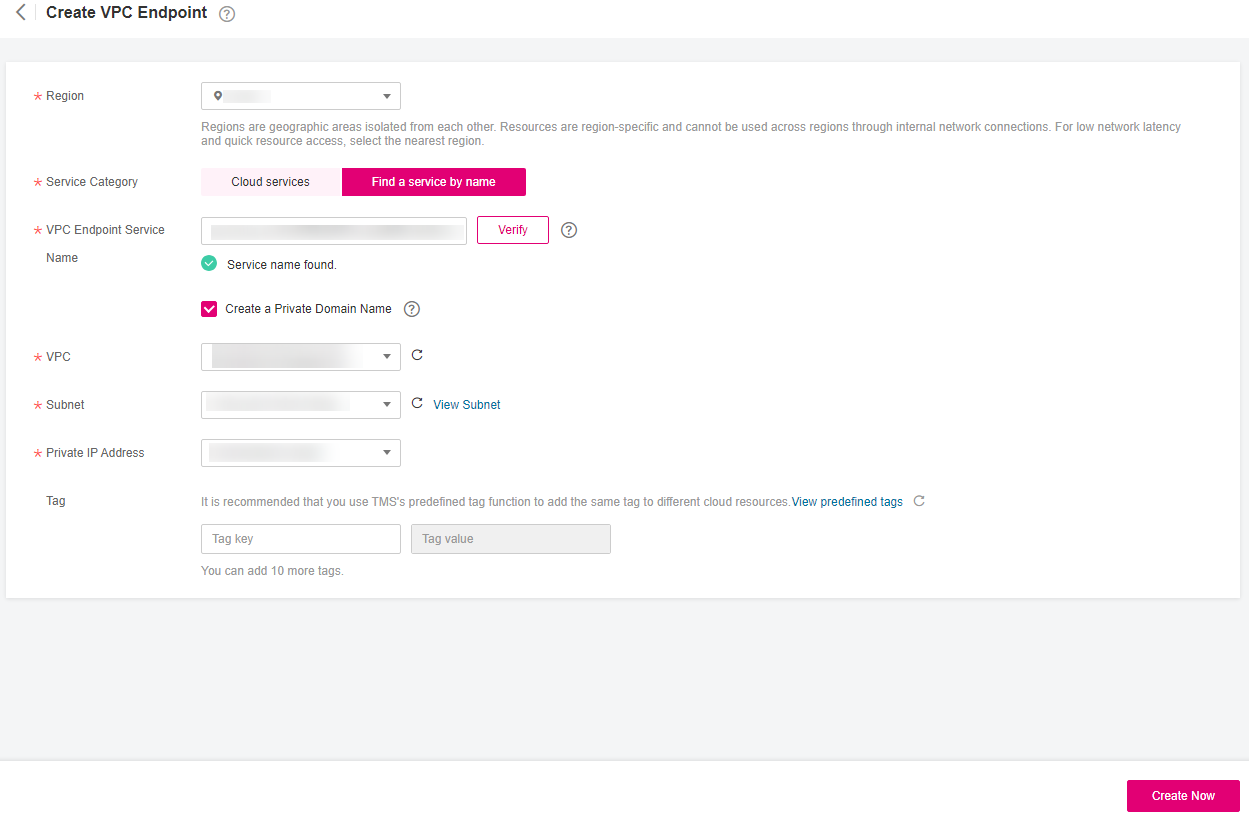 Create VPC Endpoint
Region
Regions are geographic areas isolated from each other. Resources are region-specific and cannot be used across regions through internal network connections. For low network latency
and quick resource access, select the nearest region.
Service Category
Cloud services
Find a service by name
VPC Endpoint Service
Name
Verify
Service name found.
Create a Private Domain Name
VPC
Subnet
View Subnet
Private IP Address
Tag
It is recommended that you use TMS's predefined tag function to add the same tag to different cloud resources.View predefined tags
Tag key
Tag value
You can add 10 more tags.
Create Now